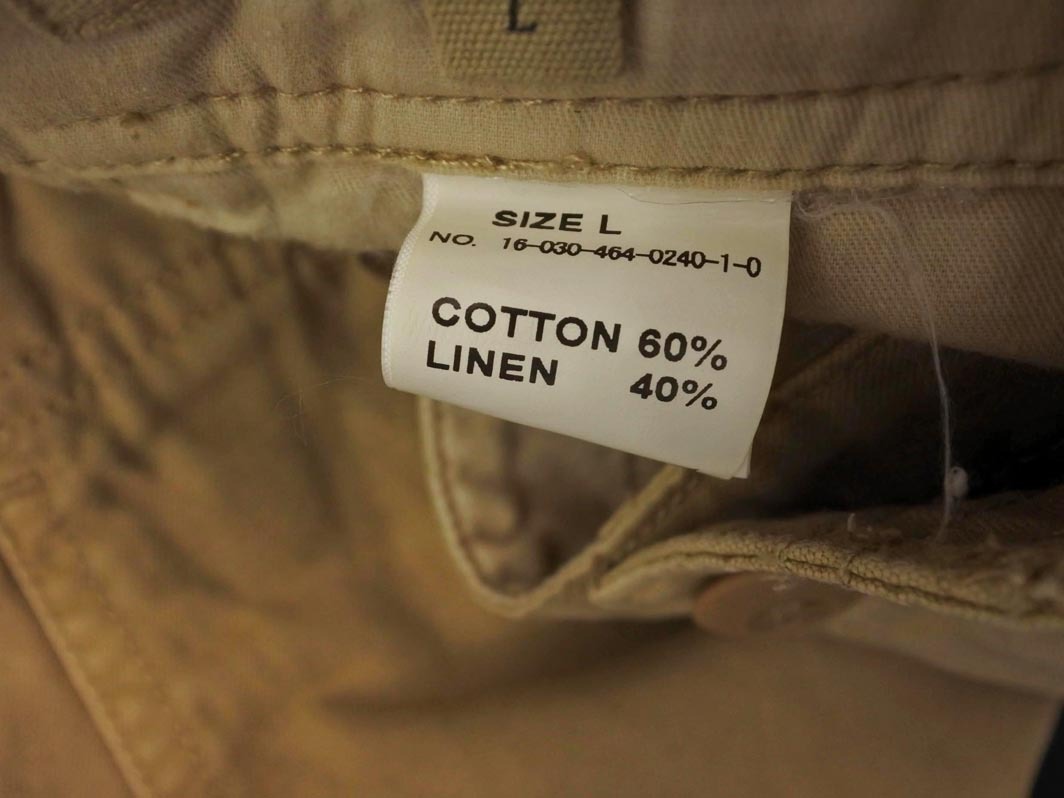 L
SIZE L
NO. 16-030-464-0240-1-0
COTTON 60%
LINEN 40%